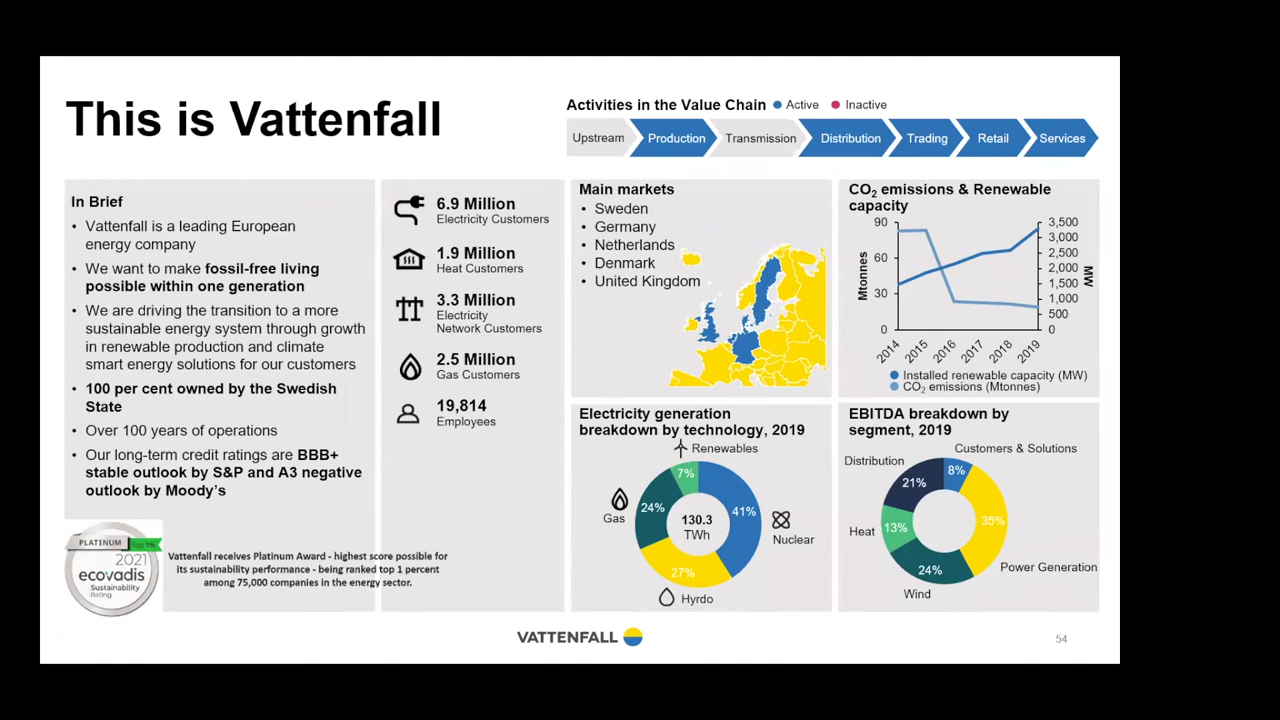 This is Vattenfall
Activities in the Value Chain
Active
Inactive
Upstream
Production
Transmission
Distribution
Trading
Retail
Services
In Brief
• Vattenfall is a leading European
energy company
• We want to make fossil-free living
possible within one generation
• We are driving the transition to a more
sustainable energy system through growth
in renewable production and climate
smart energy solutions for our customers
• 100 per cent owned by the Swedish
State
• Over 100 years of operations
• Our long-term credit ratings are BBB+
stable outlook by S&P and A3 negative
outlook by Moody's
PLATINUM
Top 1%
2021
ecovadis
Sustainability
Rating
Vattenfall receives Platinum Award - highest score possible for
its sustainability performance - being ranked top 1 percent
among 75,000 companies in the energy sector.
6.9 Million
Electricity Customers
1.9 Million
Heat Customers
3.3 Million
Electricity
Network Customers
2.5 Million
Gas Customers
19,814
Employees
Main markets
• Sweden
• Germany
• Netherlands
• Denmark
• United Kingdom
CO2 emissions & Renewable
capacity
90
60
30
0
Mtonnes
3,500
3,000
2,500
2,000
1,500
1,000
500
0
MW
2014
2015
2016
2017
2018
2019
Installed renewable capacity (MW)
CO2 emissions (Mtonnes)
Electricity generation
breakdown by technology, 2019
Renewables
7%
24%
Gas
41%
Nuclear
130.3
TWh
27%
Hyrdo
EBITDA breakdown by
segment, 2019
Customers & Solutions
Distribution
8%
21%
35%
Heat
13%
24%
Power Generation
Wind
VATTENFALL
54